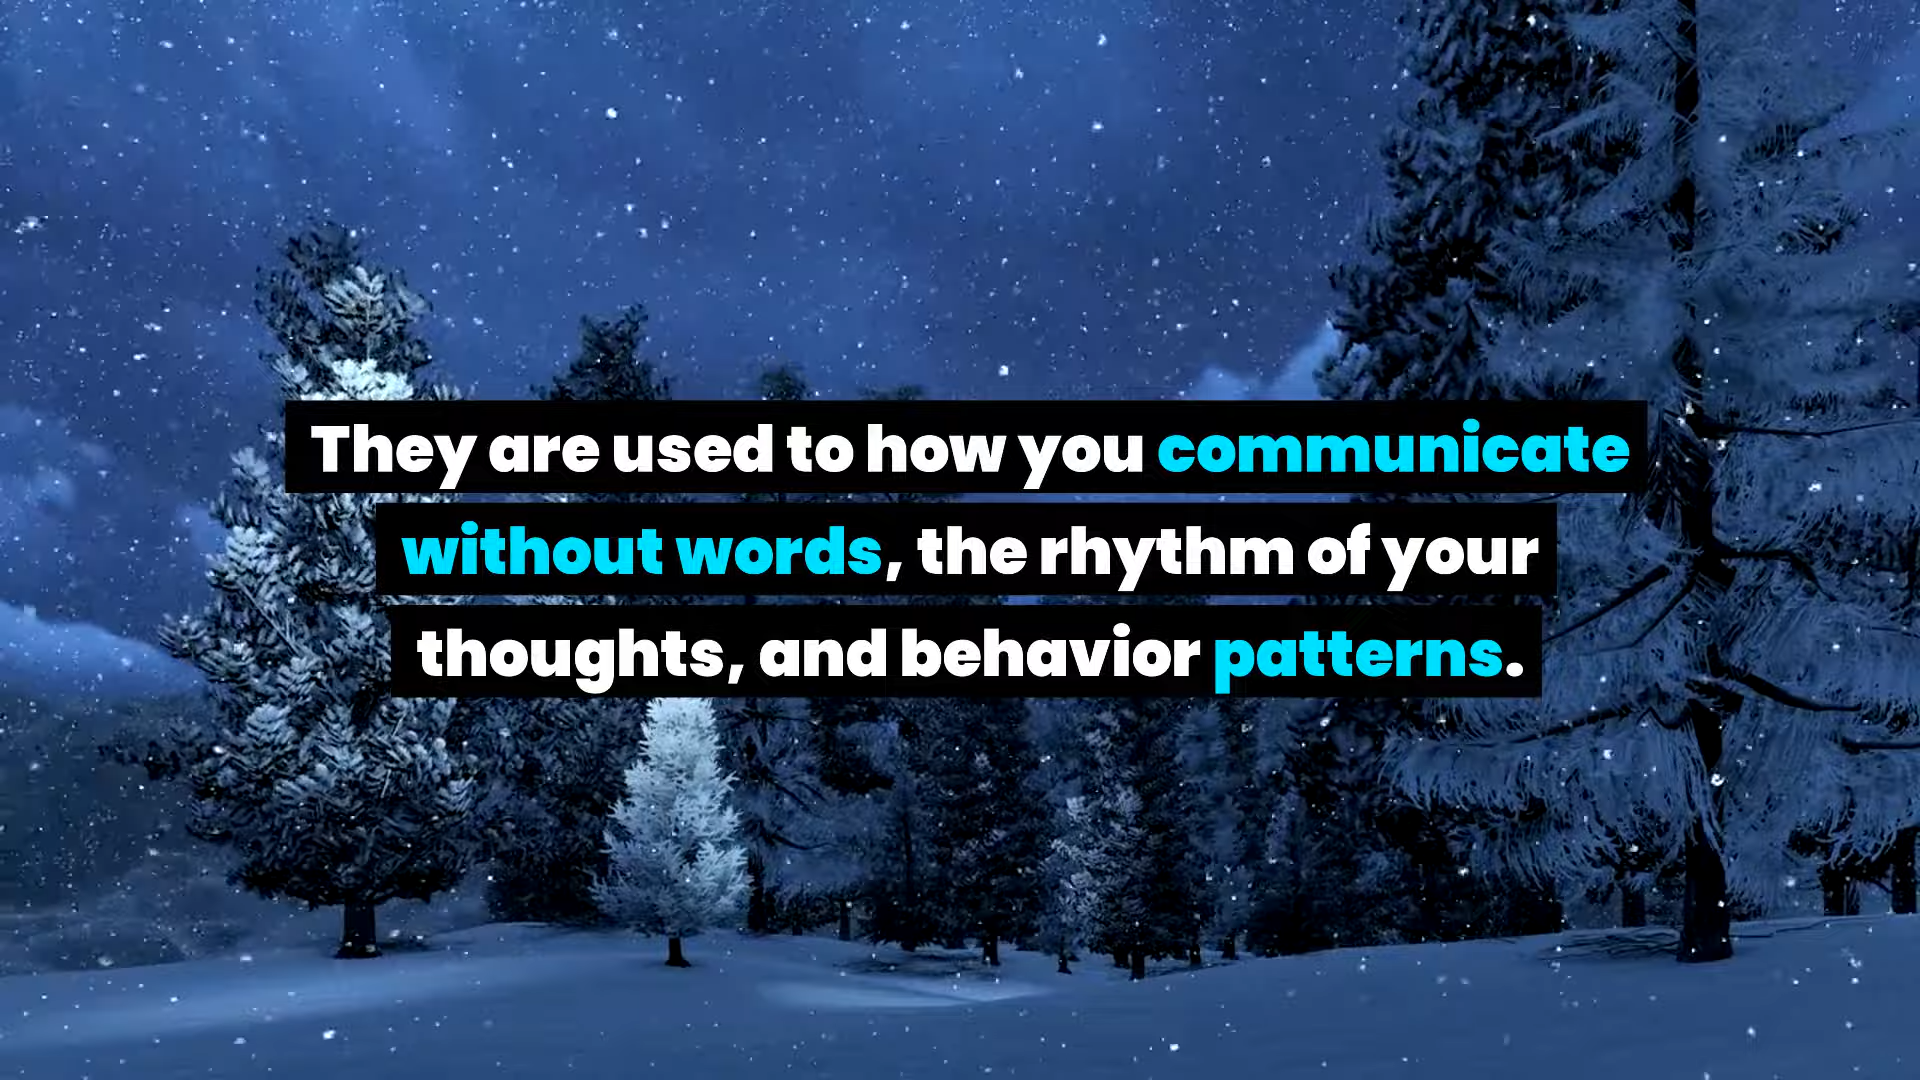 They are used to how you communicate
without words, the rhythm of your
thoughts, and behavior patterns.